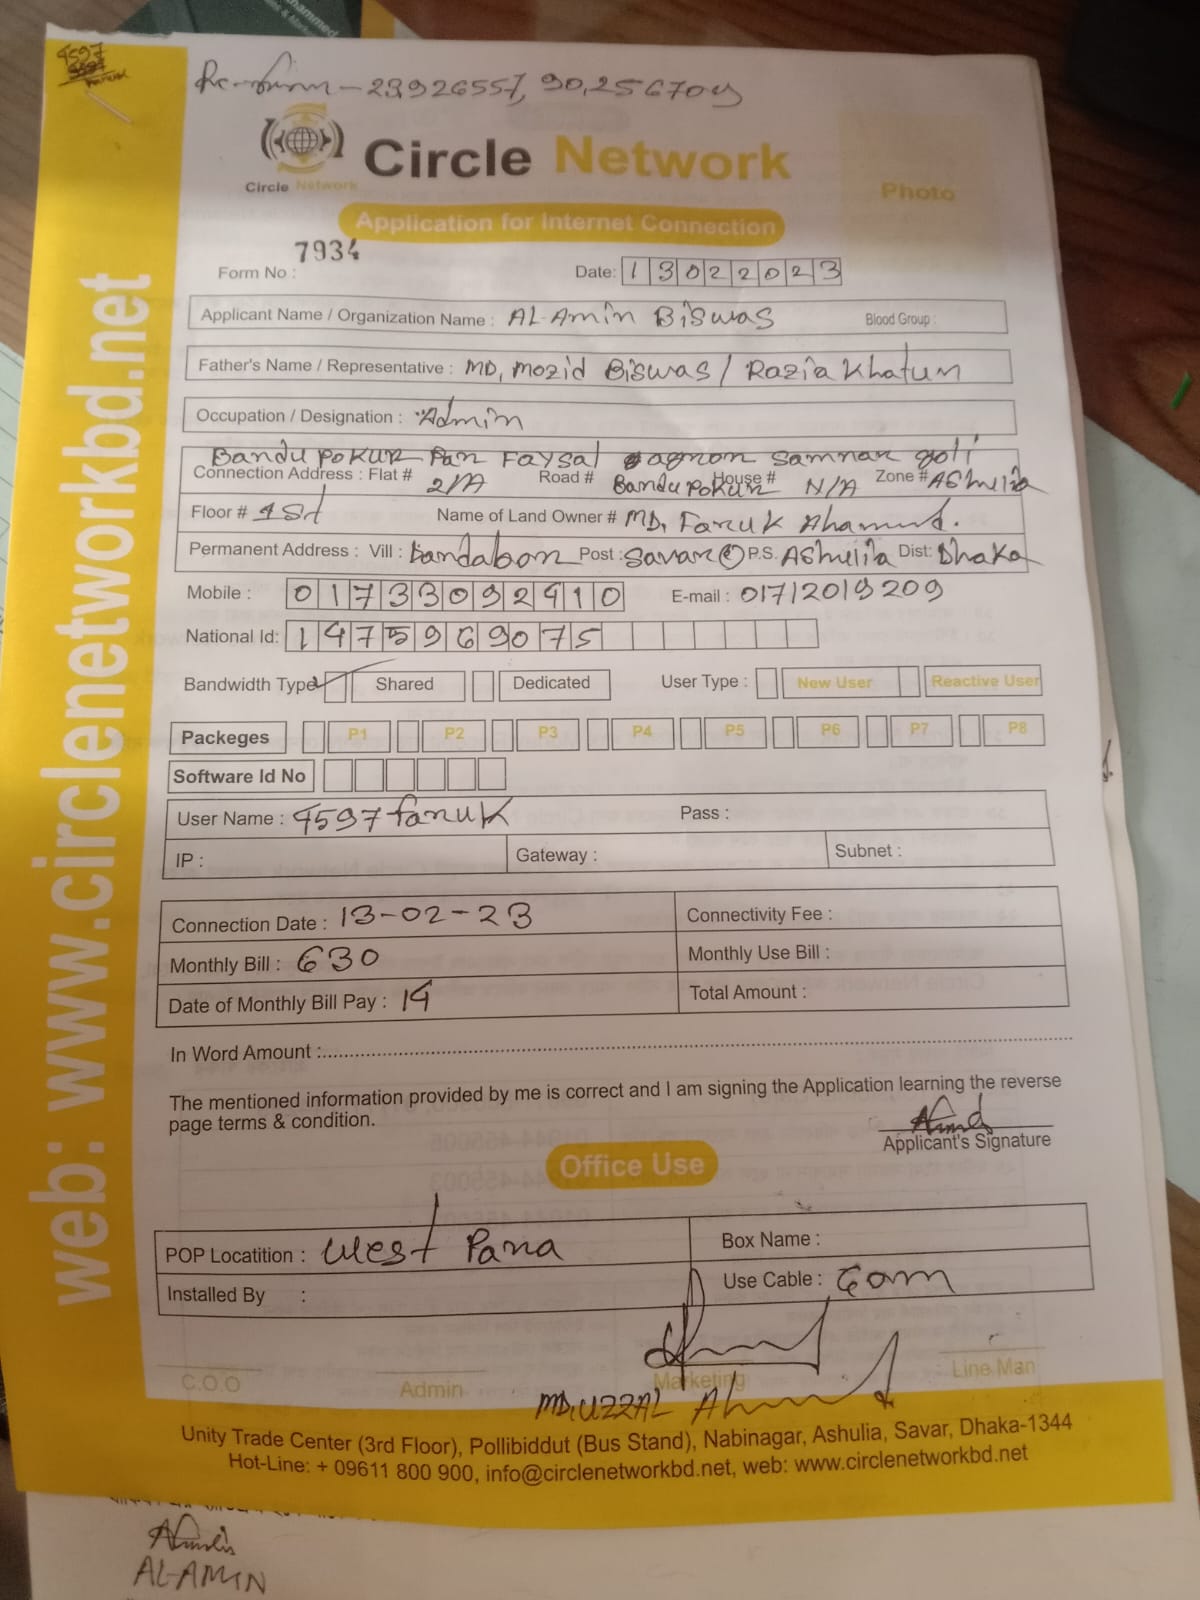 4597
23,926557, 90,256704
Circle Network
Circle Network
Photo
Application for Internet Connection
Form No : 7934
Date: 13022023
Applicant Name / Organization Name : AL-Amin Biswas Blood Group :
Father's Name / Representative : MD, Mozid Biswas / Razia Khatun
Occupation / Designation : Admin
Bandu Pokur Par Faysal
Connection Address : Flat # 2/A Road # Bandu Pokur House # N/A Zone # AShulia
Floor # 1St Name of Land Owner # MD, Faruk Ahamed.
Permanent Address : Vill : Bandabon Post : Savar P.S. AShulia Dist: Dhaka
Mobile : 01733092910 E-mail : 01712019209
National Id: 1475969075
Bandwidth Type Shared Dedicated User Type : New User Reactive User
Packeges P1 P2 P3 P4 P5 P6 P7 P8
Software Id No
User Name : 4597faruk Pass :
IP : Gateway : Subnet :
Connection Date : 13-02-23 Connectivity Fee :
Monthly Bill : 630 Monthly Use Bill :
Date of Monthly Bill Pay : 14 Total Amount :
In Word Amount :
The mentioned information provided by me is correct and I am signing the Application learning the reverse
page terms & condition.
Applicant's Signature
Office Use
POP Locatition : West Para Box Name :
Installed By : Use Cable : 60m
C.O.O Admin Marketing Line Man
MD, UZZAL
Unity Trade Center (3rd Floor), Pollibiddut (Bus Stand), Nabinagar, Ashulia, Savar, Dhaka-1344
Hot-Line: + 09611 800 900, info@circlenetworkbd.net, web: www.circlenetworkbd.net
web: www.circlenetworkbd.net
AL-AMIN